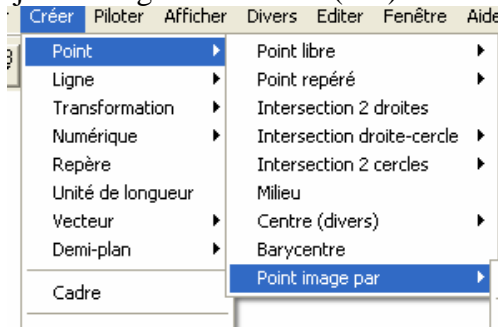 Créer Piloter Afficher Divers Editer Fenêtre Aide
Point
Ligne
Transformation
Numérique
Repère
Unité de longueur
Vecteur
Demi-plan
Cadre
Point libre
Point repéré
Intersection 2 droites
Intersection droite-cercle
Intersection 2 cercles
Milieu
Centre (divers)
Barycentre
Point image par